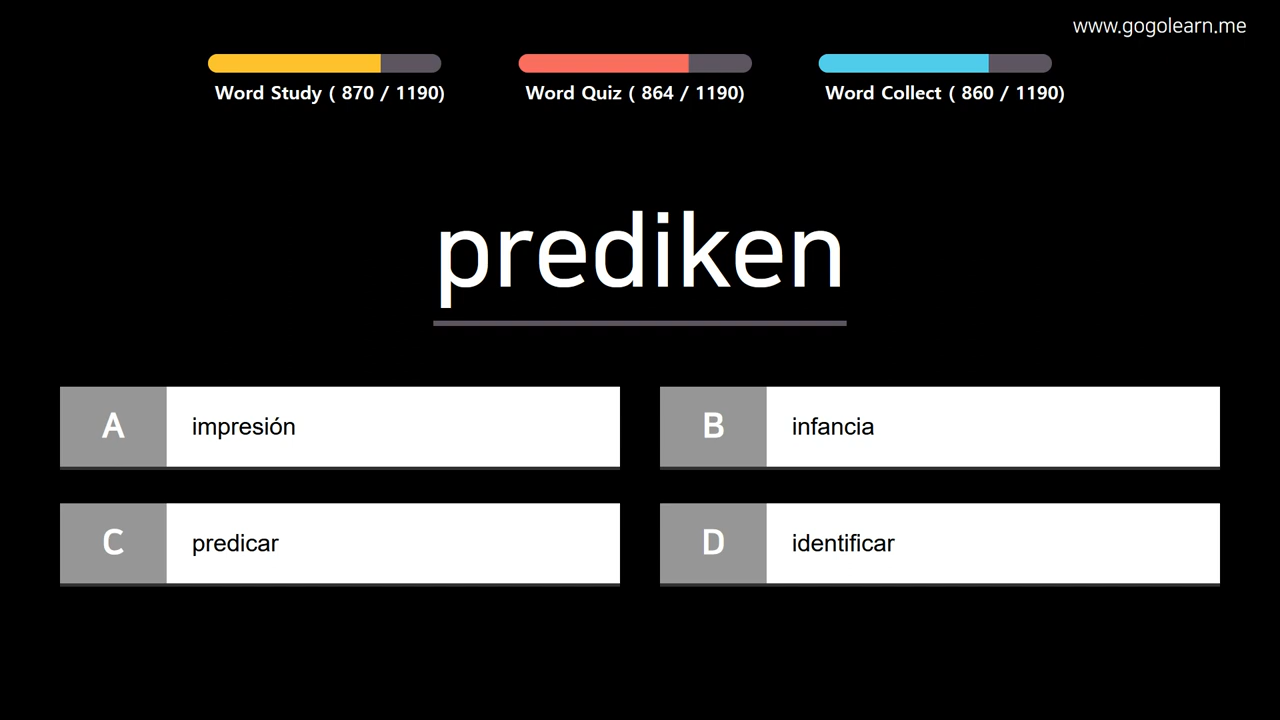 www.gogolearn.me
Word Study ( 870 / 1190)
Word Quiz ( 864 / 1190)
Word Collect ( 860 / 1190)
prediken
A impresión
B infancia
C predicar
D identificar